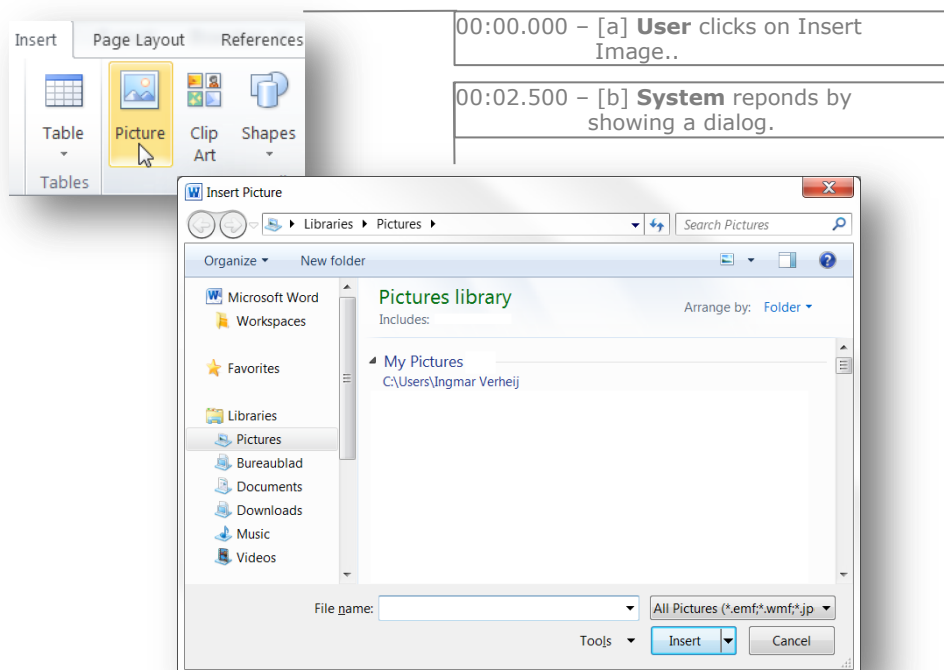 Insert Page Layout References
Table Picture Clip Art Shapes
Tables
00:00.000 – [a] User clicks on Insert
Image..
00:02.500 – [b] System reponds by
showing a dialog.
Insert Picture
Libraries Pictures
Search Pictures
Organize New folder
Microsoft Word
Workspaces
Favorites
Libraries
Pictures
Bureaublad
Documents
Downloads
Music
Videos
Pictures library
Includes:
Arrange by: Folder
My Pictures
C:\Users\Ingmar Verheij
File name:
All Pictures (*.emf;*.wmf;*.jp
Tools Insert Cancel